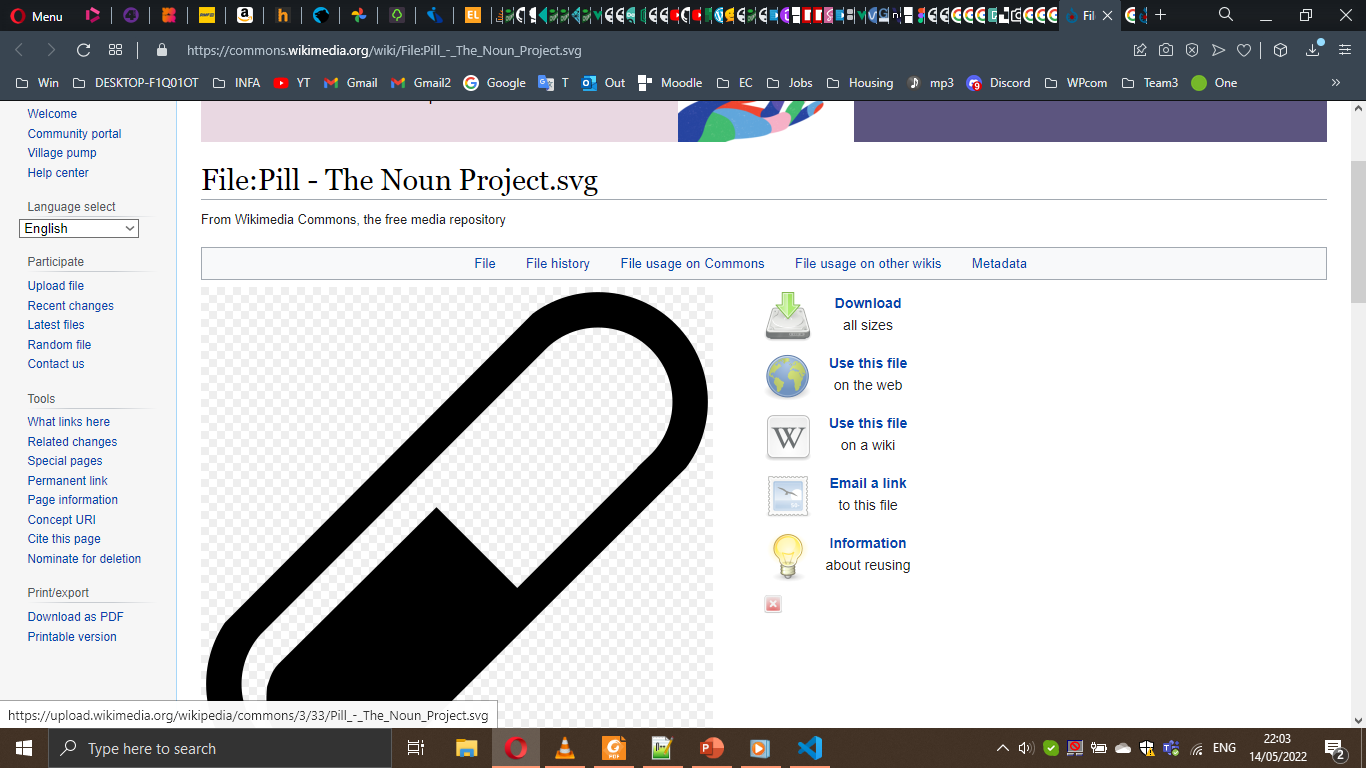 Menu
https://commons.wikimedia.org/wiki/File:Pill_-_The_Noun_Project.svg
Win DESKTOP-F1Q01OT INFA YT Gmail Gmail2 Google T Out Moodle EC Jobs Housing mp3 Discord WPcom Team3 One »
Welcome
Community portal
Village pump
Help center
Language select
English
Participate
Upload file
Recent changes
Latest files
Random file
Contact us
Tools
What links here
Related changes
Special pages
Permanent link
Page information
Concept URI
Cite this page
Nominate for deletion
Print/export
Download as PDF
Printable version
File:Pill - The Noun Project.svg
From Wikimedia Commons, the free media repository
File File history File usage on Commons File usage on other wikis Metadata
Download
all sizes
Use this file
on the web
W
Use this file
on a wiki
Email a link
to this file
Information
about reusing
https://upload.wikimedia.org/wikipedia/commons/3/33/Pill_-_The_Noun_Project.svg
Type here to search
ENG
22:03
14/05/2022
2